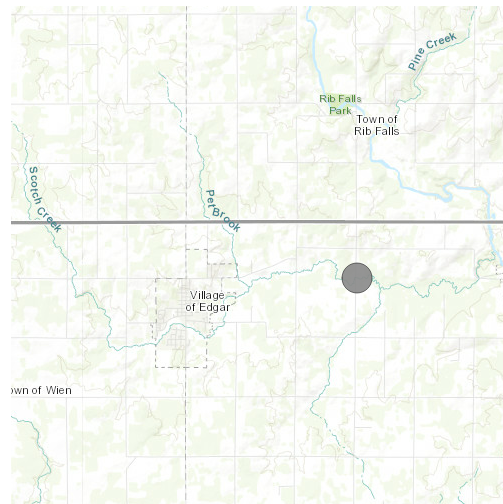 Pine Creek
Rib Falls
Park
Town of
Rib Falls
Scotch Creek
Pet Brook
Village
of Edgar
own of Wien